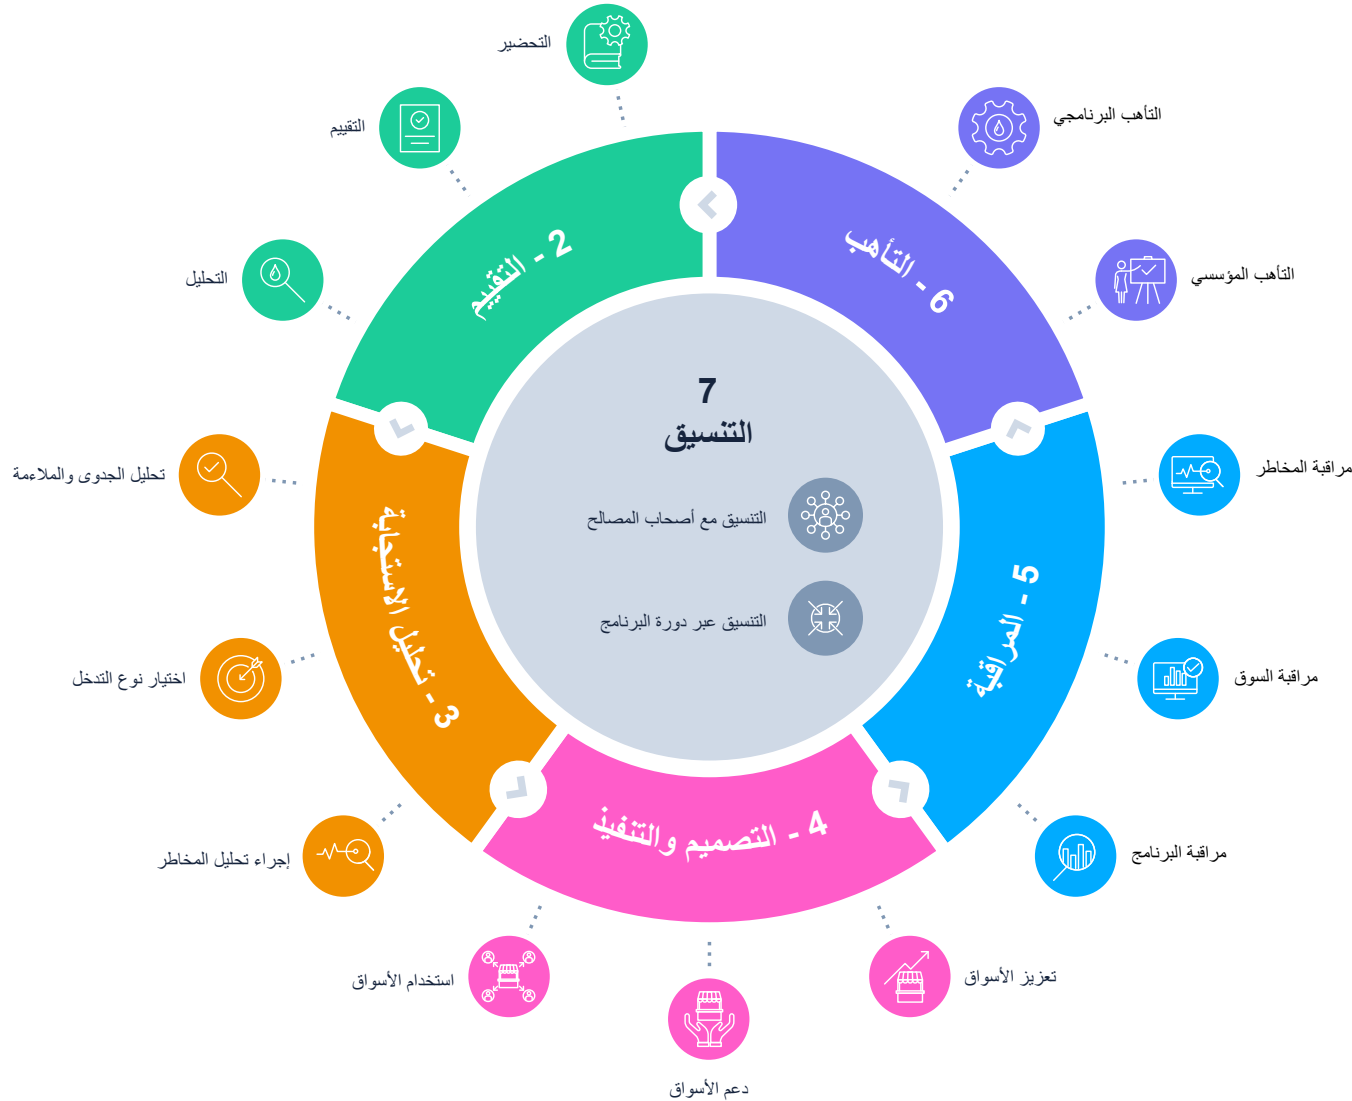 التحضير
التقييم
التحليل
2 - التقييم
تحليل الجدوى والملاءمة
اختيار نوع التدخل
إجراء تحليل المخاطر
3 - تحليل الاستجابة
استخدام الأسواق
دعم الأسواق
تعزيز الأسواق
4 - التصميم والتنفيذ
مراقبة البرنامج
مراقبة السوق
مراقبة المخاطر
5 - المراقبة
التأهب المؤسسي
التأهب البرنامجي
6 - التأهب
7
التنسيق
التنسيق مع أصحاب المصالح
التنسيق عبر دورة البرنامج